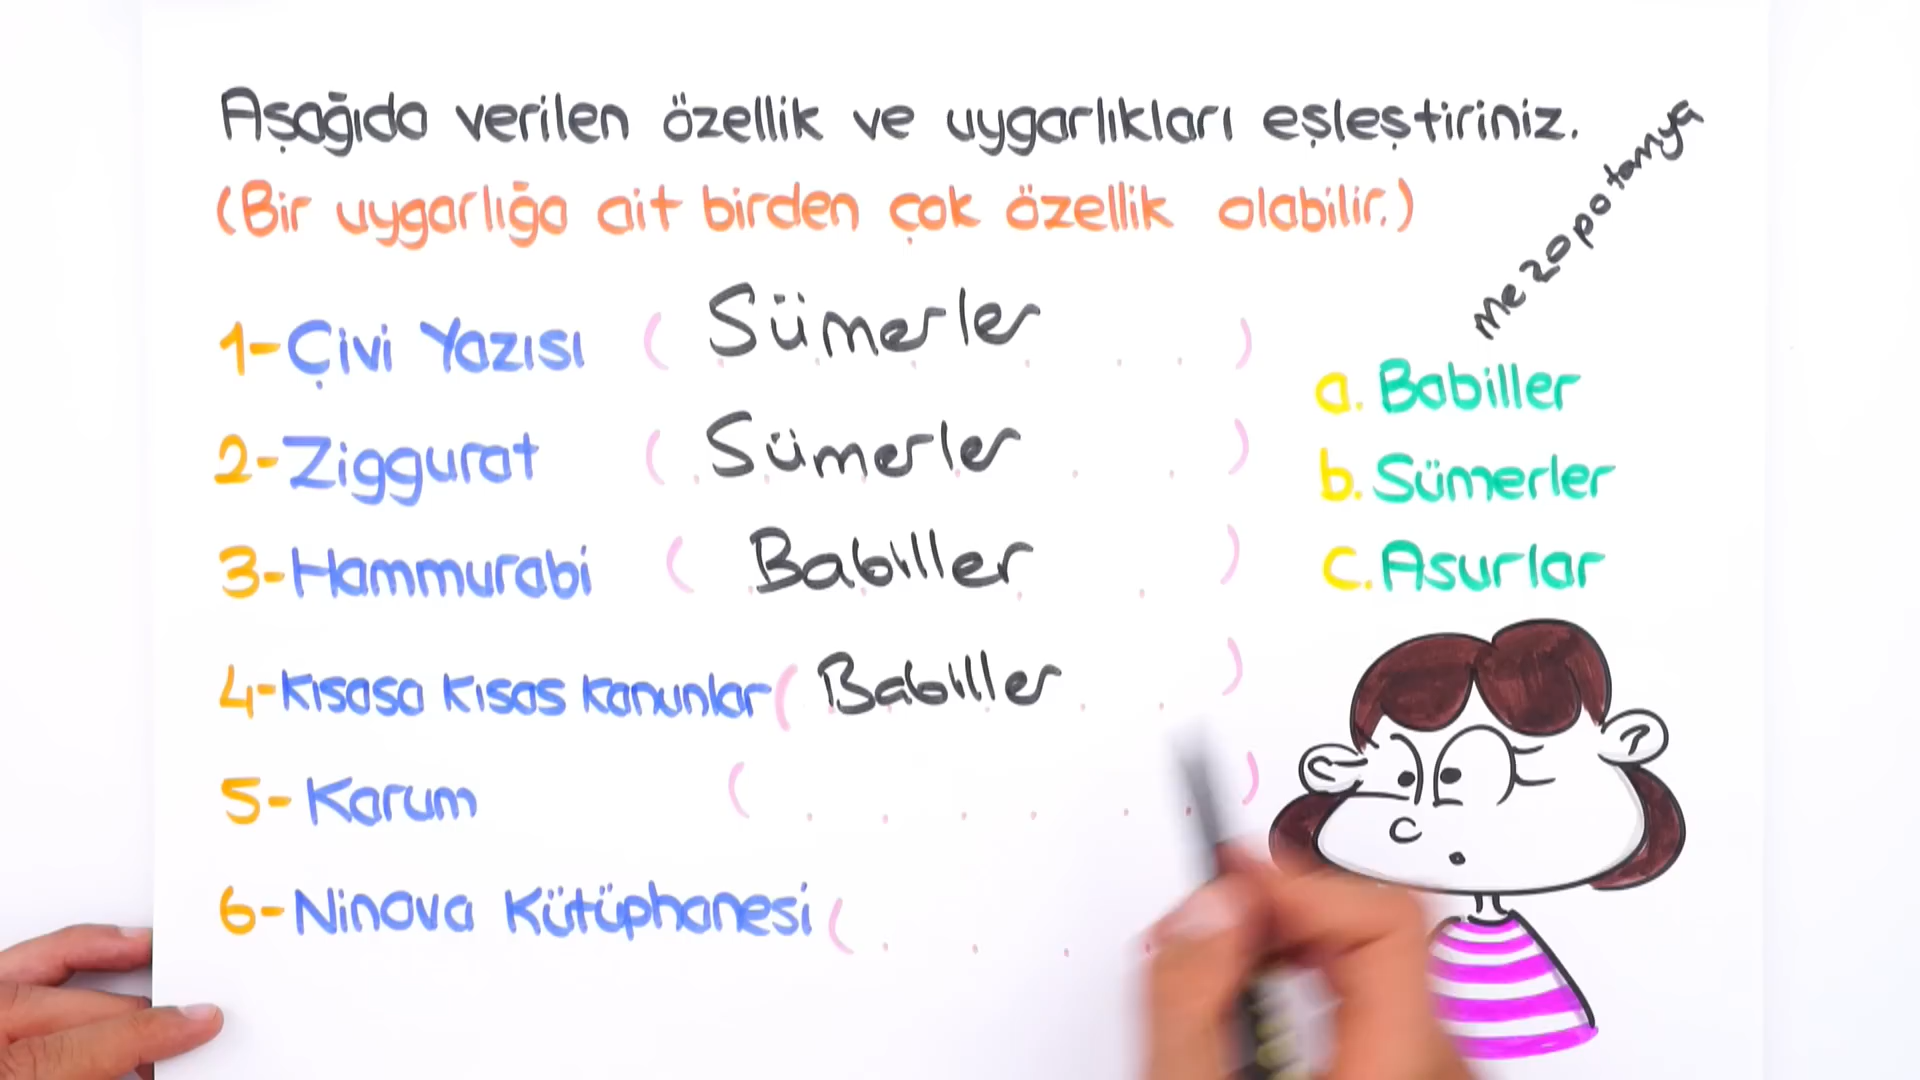 Aşağıda verilen özellik ve uygarlıkları eşleştiriniz.
(Bir uygarlığa ait birden çok özellik olabilir.)
mezopotamya
1-Çivi Yazısı ( Sümerler )
2-Ziggurat ( Sümerler )
3-Hammurabi ( Babiller )
4-Kısasa Kısas Kanunlar ( Babiller )
5- Karum ( . . . . . . )
6-Ninova Kütüphanesi ( . . .
a. Babiller
b. Sümerler
c. Asurlar